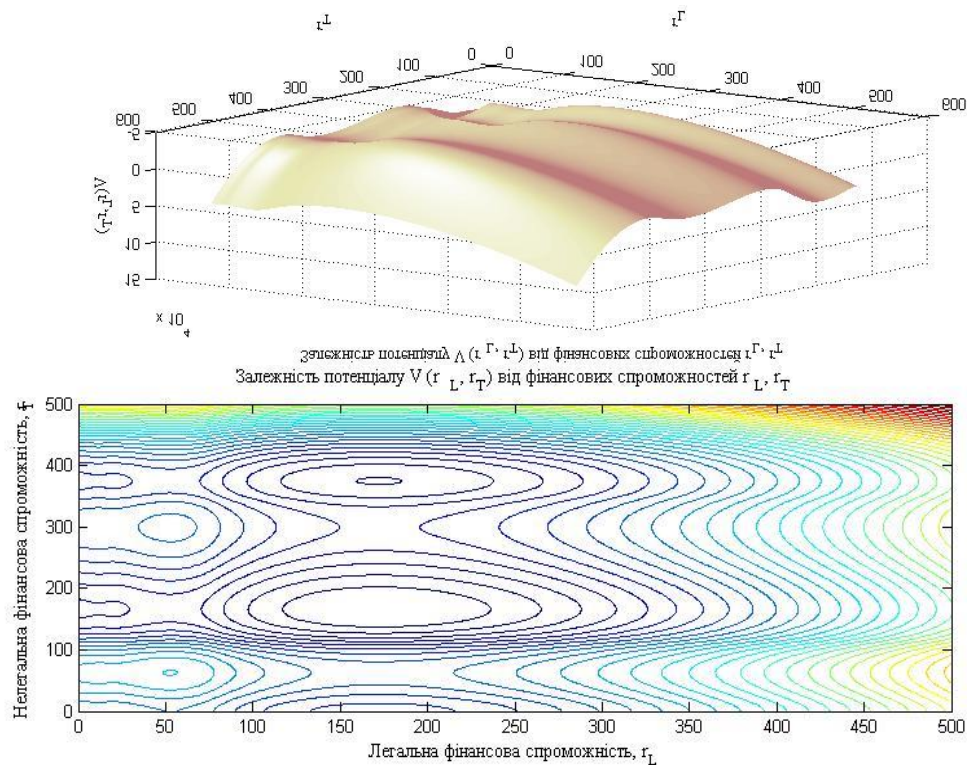 r_T
r_L
0
100
200
300
400
500
600
0
100
200
300
400
500
600
-5
0
5
10
15
V(r_L, r_T)
x 10^4
Залежність потенціалу V (r_L, r_T) від фінансових спроможностей r_L, r_T
Залежність потенціалу V (r_L, r_T) від фінансових спроможностей r_L, r_T
Нелегальна фінансова спроможність, r_T
500
400
300
200
100
0
0 50 100 150 200 250 300 350 400 450 500
Легальна фінансова спроможність, r_L